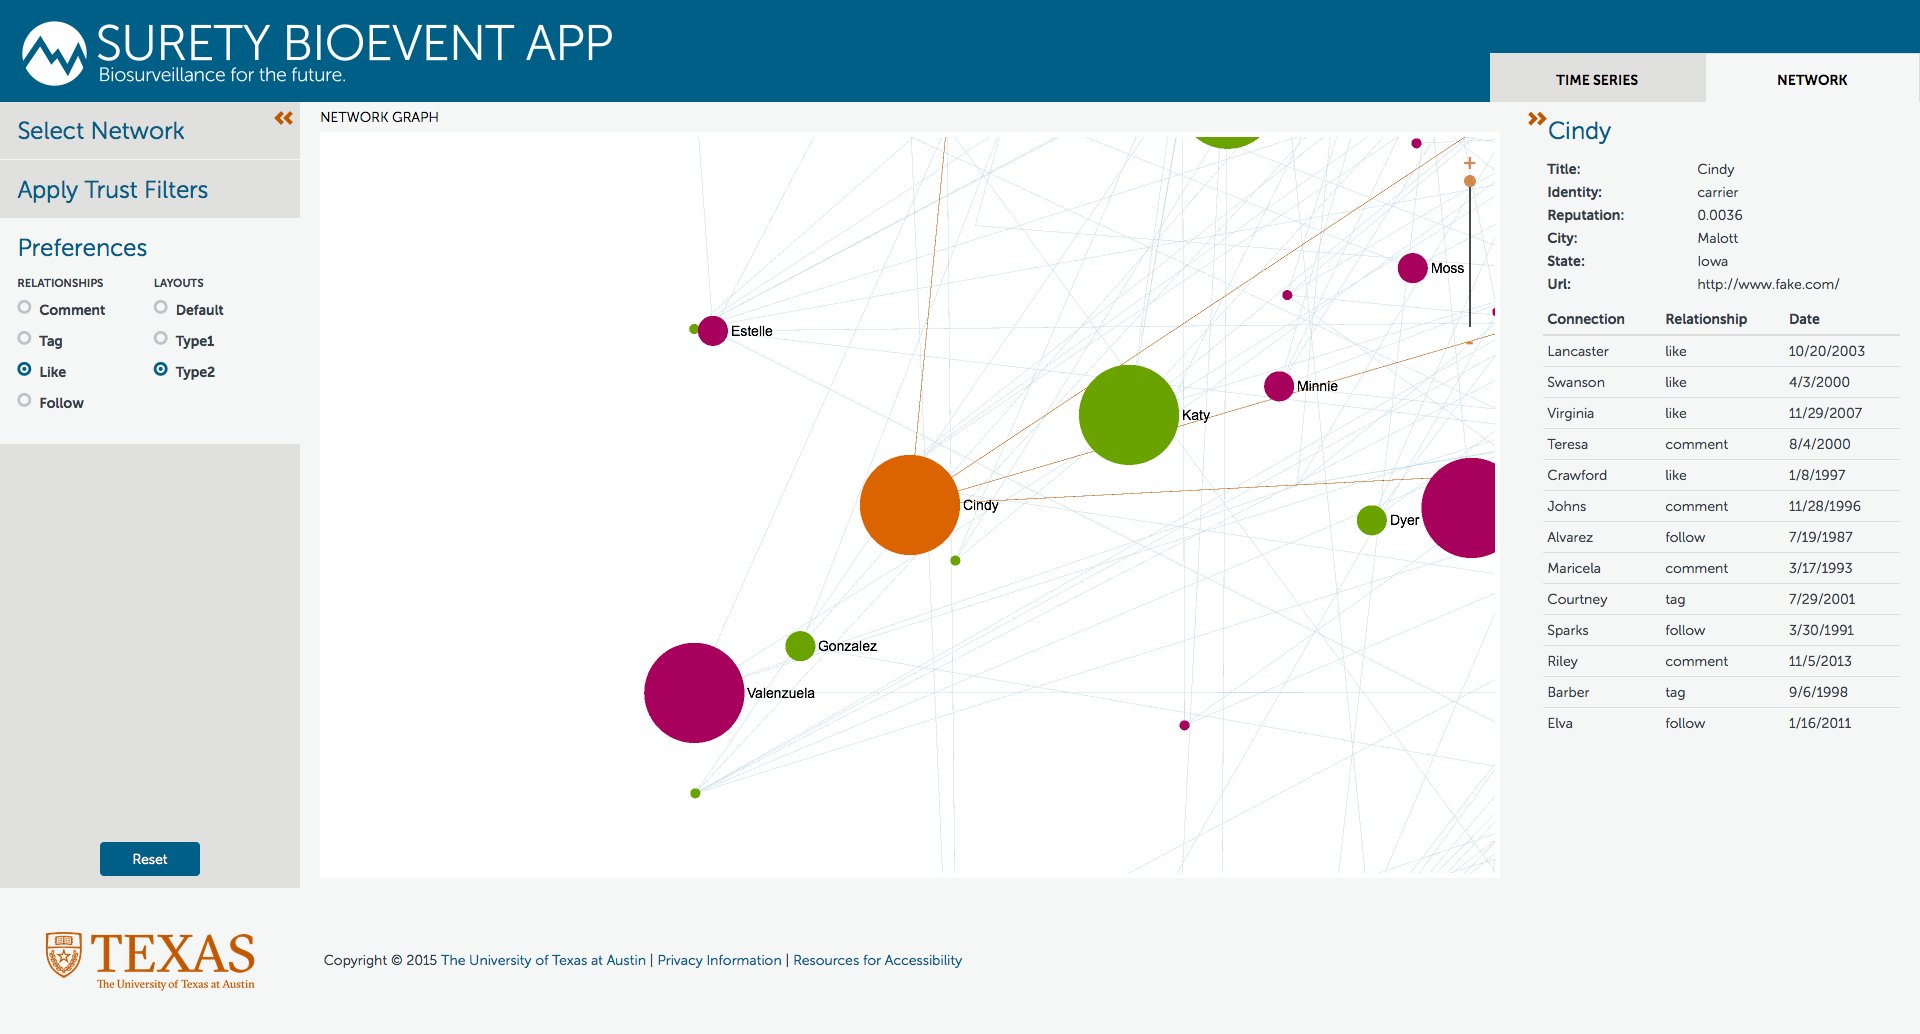 SURETY BIOEVENT APP
Biosurveillance for the future.
TIME SERIES
NETWORK
Select Network
Apply Trust Filters
Preferences
RELATIONSHIPS LAYOUTS
Comment Default
Tag Type1
Like Type2
Follow
Reset
NETWORK GRAPH
Moss
Estelle
Minnie
Katy
Cindy
Dyer
Gonzalez
Valenzuela
+
-
Cindy
Title: Cindy
Identity: carrier
Reputation: 0.0036
City: Malott
State: Iowa
Url: http://www.fake.com/
Connection Relationship Date
Lancaster like 10/20/2003
Swanson like 4/3/2000
Virginia like 11/29/2007
Teresa comment 8/4/2000
Crawford like 1/8/1997
Johns comment 11/28/1996
Alvarez follow 7/19/1987
Maricela comment 3/17/1993
Courtney tag 7/29/2001
Sparks follow 3/30/1991
Riley comment 11/5/2013
Barber tag 9/6/1998
Elva follow 1/16/2011
TEXAS
The University of Texas at Austin
Copyright © 2015 The University of Texas at Austin | Privacy Information | Resources for Accessibility